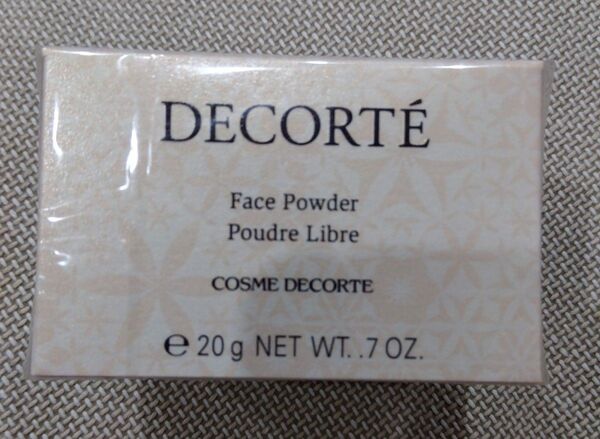 DECORTÉ
Face Powder
Poudre Libre
COSME DECORTE
℮ 20 g NET WT. .7 OZ.